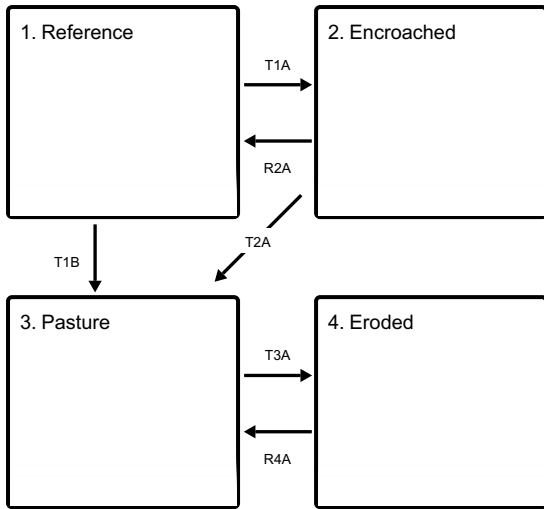 1. Reference
2. Encroached
T1A
R2A
T2A
T1B
3. Pasture
4. Eroded
T3A
R4A